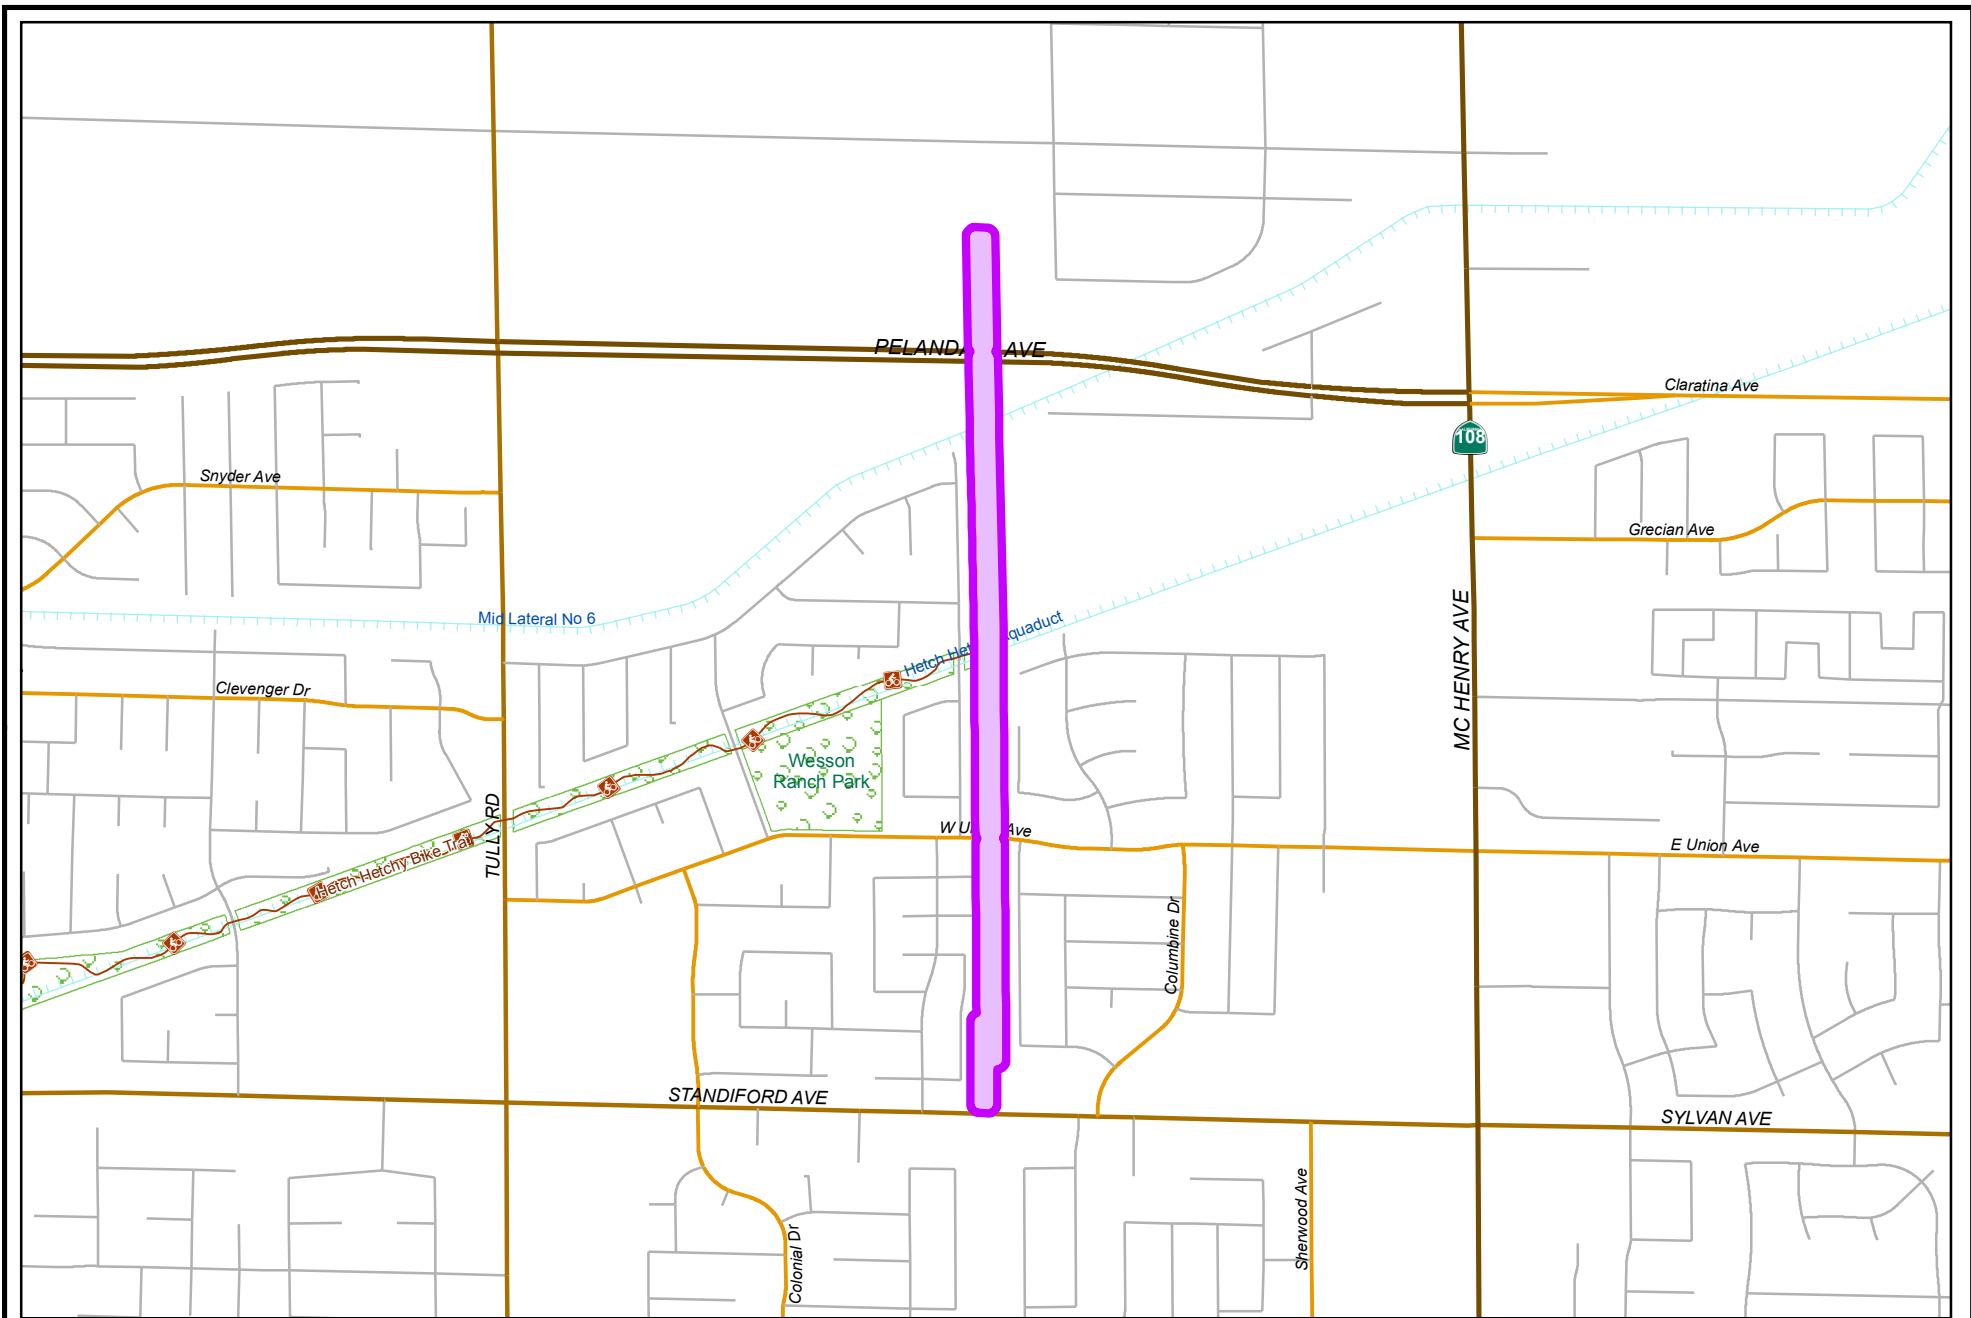 PELAND AVE
Claratina Ave
108
Snyder Ave
Grecian Ave
Mid Lateral No 6
Hetch Het quaduct
MC HENRY AVE
Clevenger Dr
Wesson
Ranch Park
TULLY RD
W U Ave
E Union Ave
Hetch Hetchy Bike Trail
Columbine Dr
STANDIFORD AVE
SYLVAN AVE
Sherwood Ave
Colonial Dr